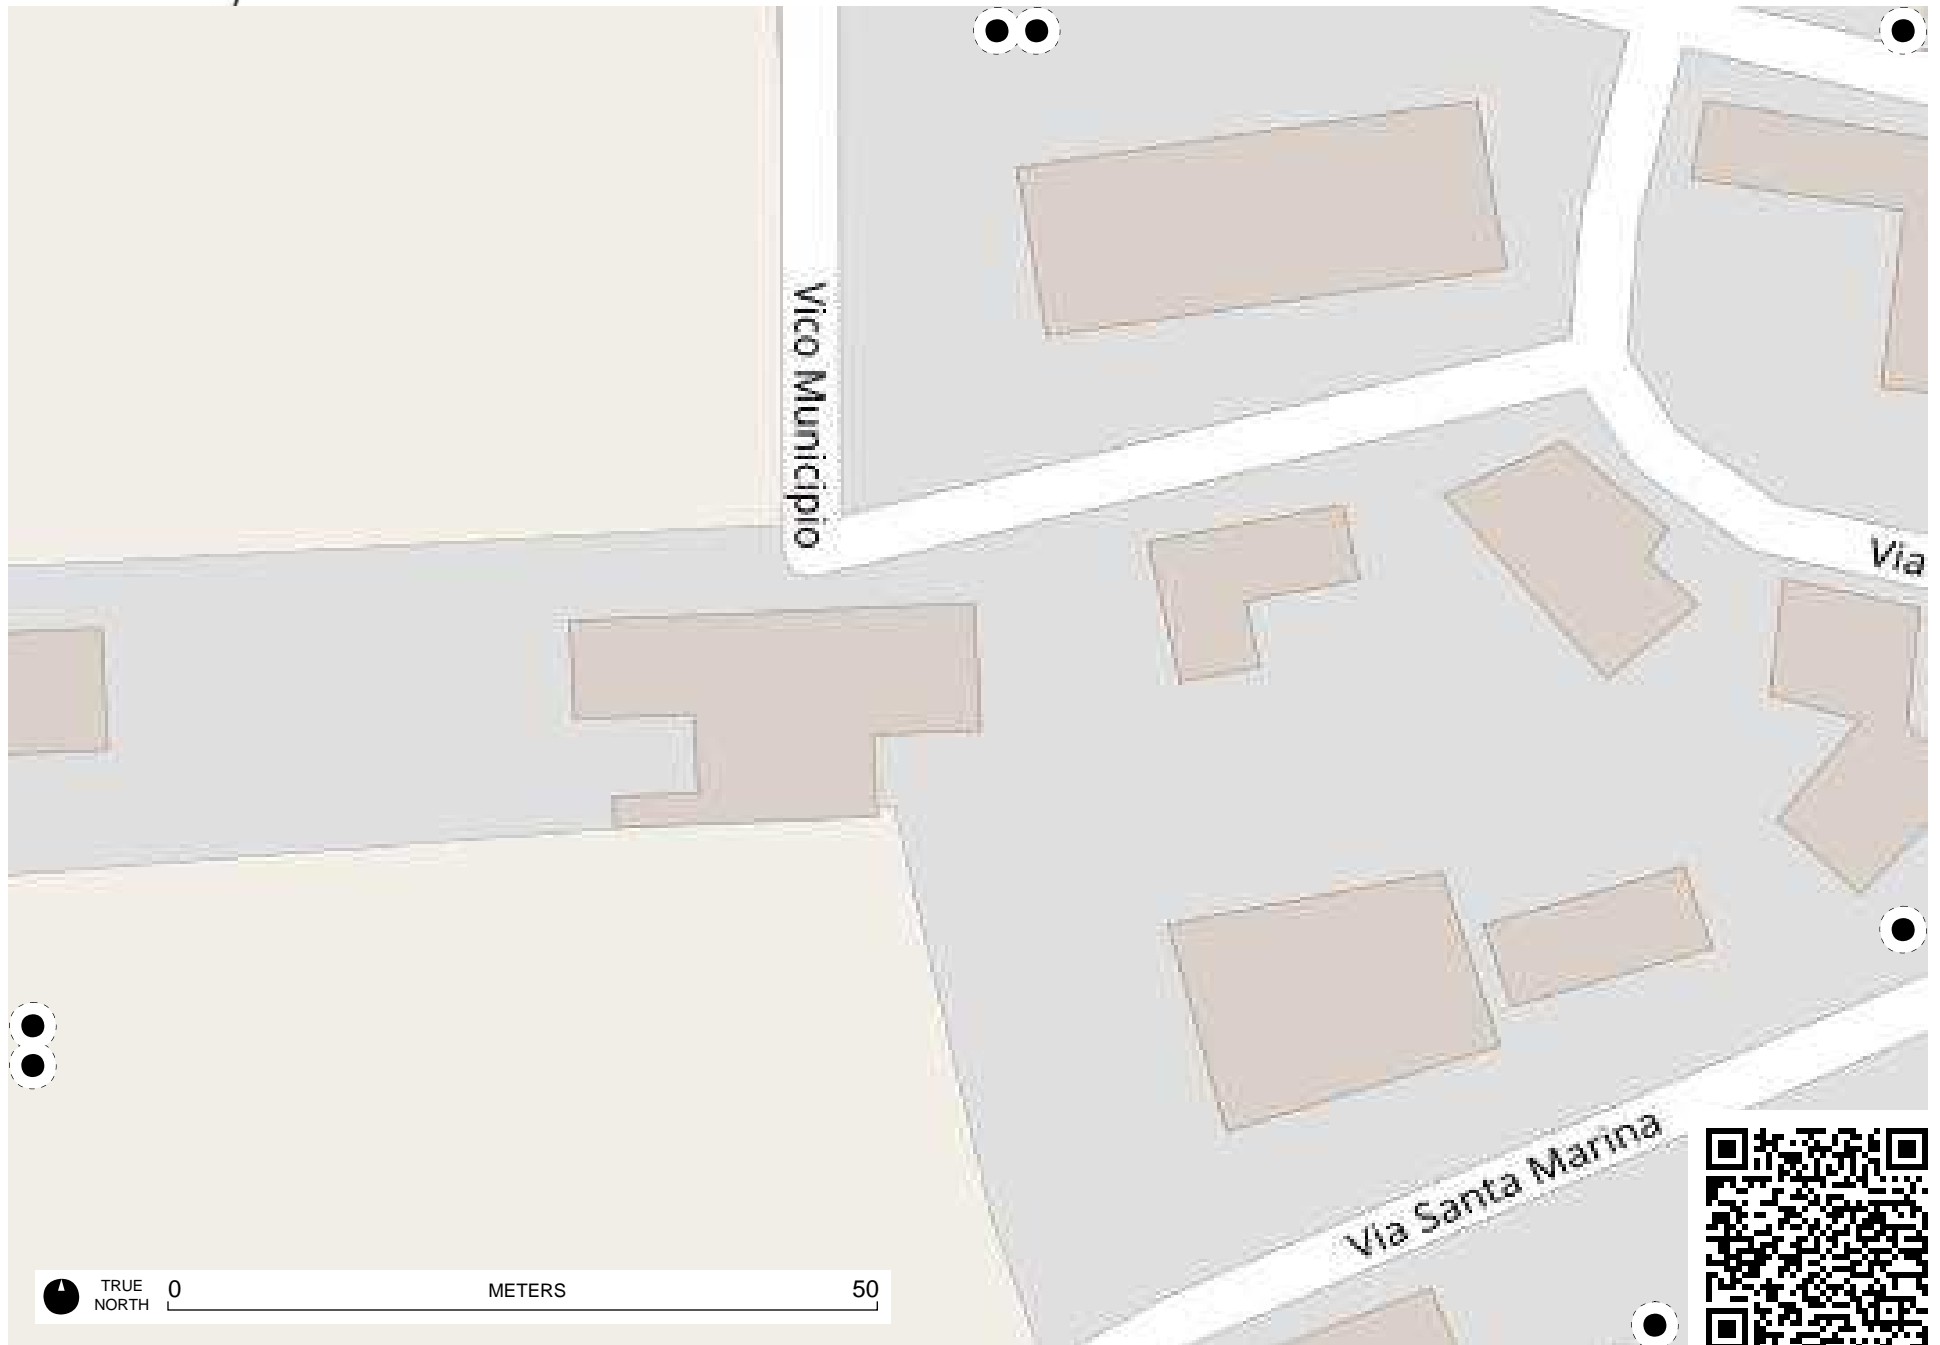 Vico Municipio
Via
Via Santa Marina
TRUE
NORTH
0 METERS 50